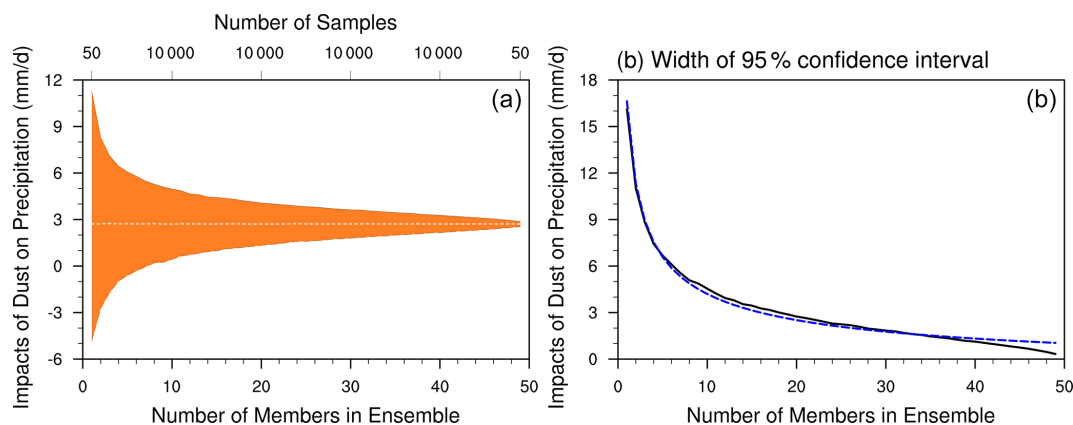 Number of Samples
50 10 000 10 000 10 000 10 000 50
12
9
6
3
0
-3
-6
0 10 20 30 40 50
Impacts of Dust on Precipitation (mm/d)
Number of Members in Ensemble
(a)
(b) Width of 95 % confidence interval
18
15
12
9
6
3
0
0 10 20 30 40 50
Impacts of Dust on Precipitation (mm/d)
Number of Members in Ensemble
(b)